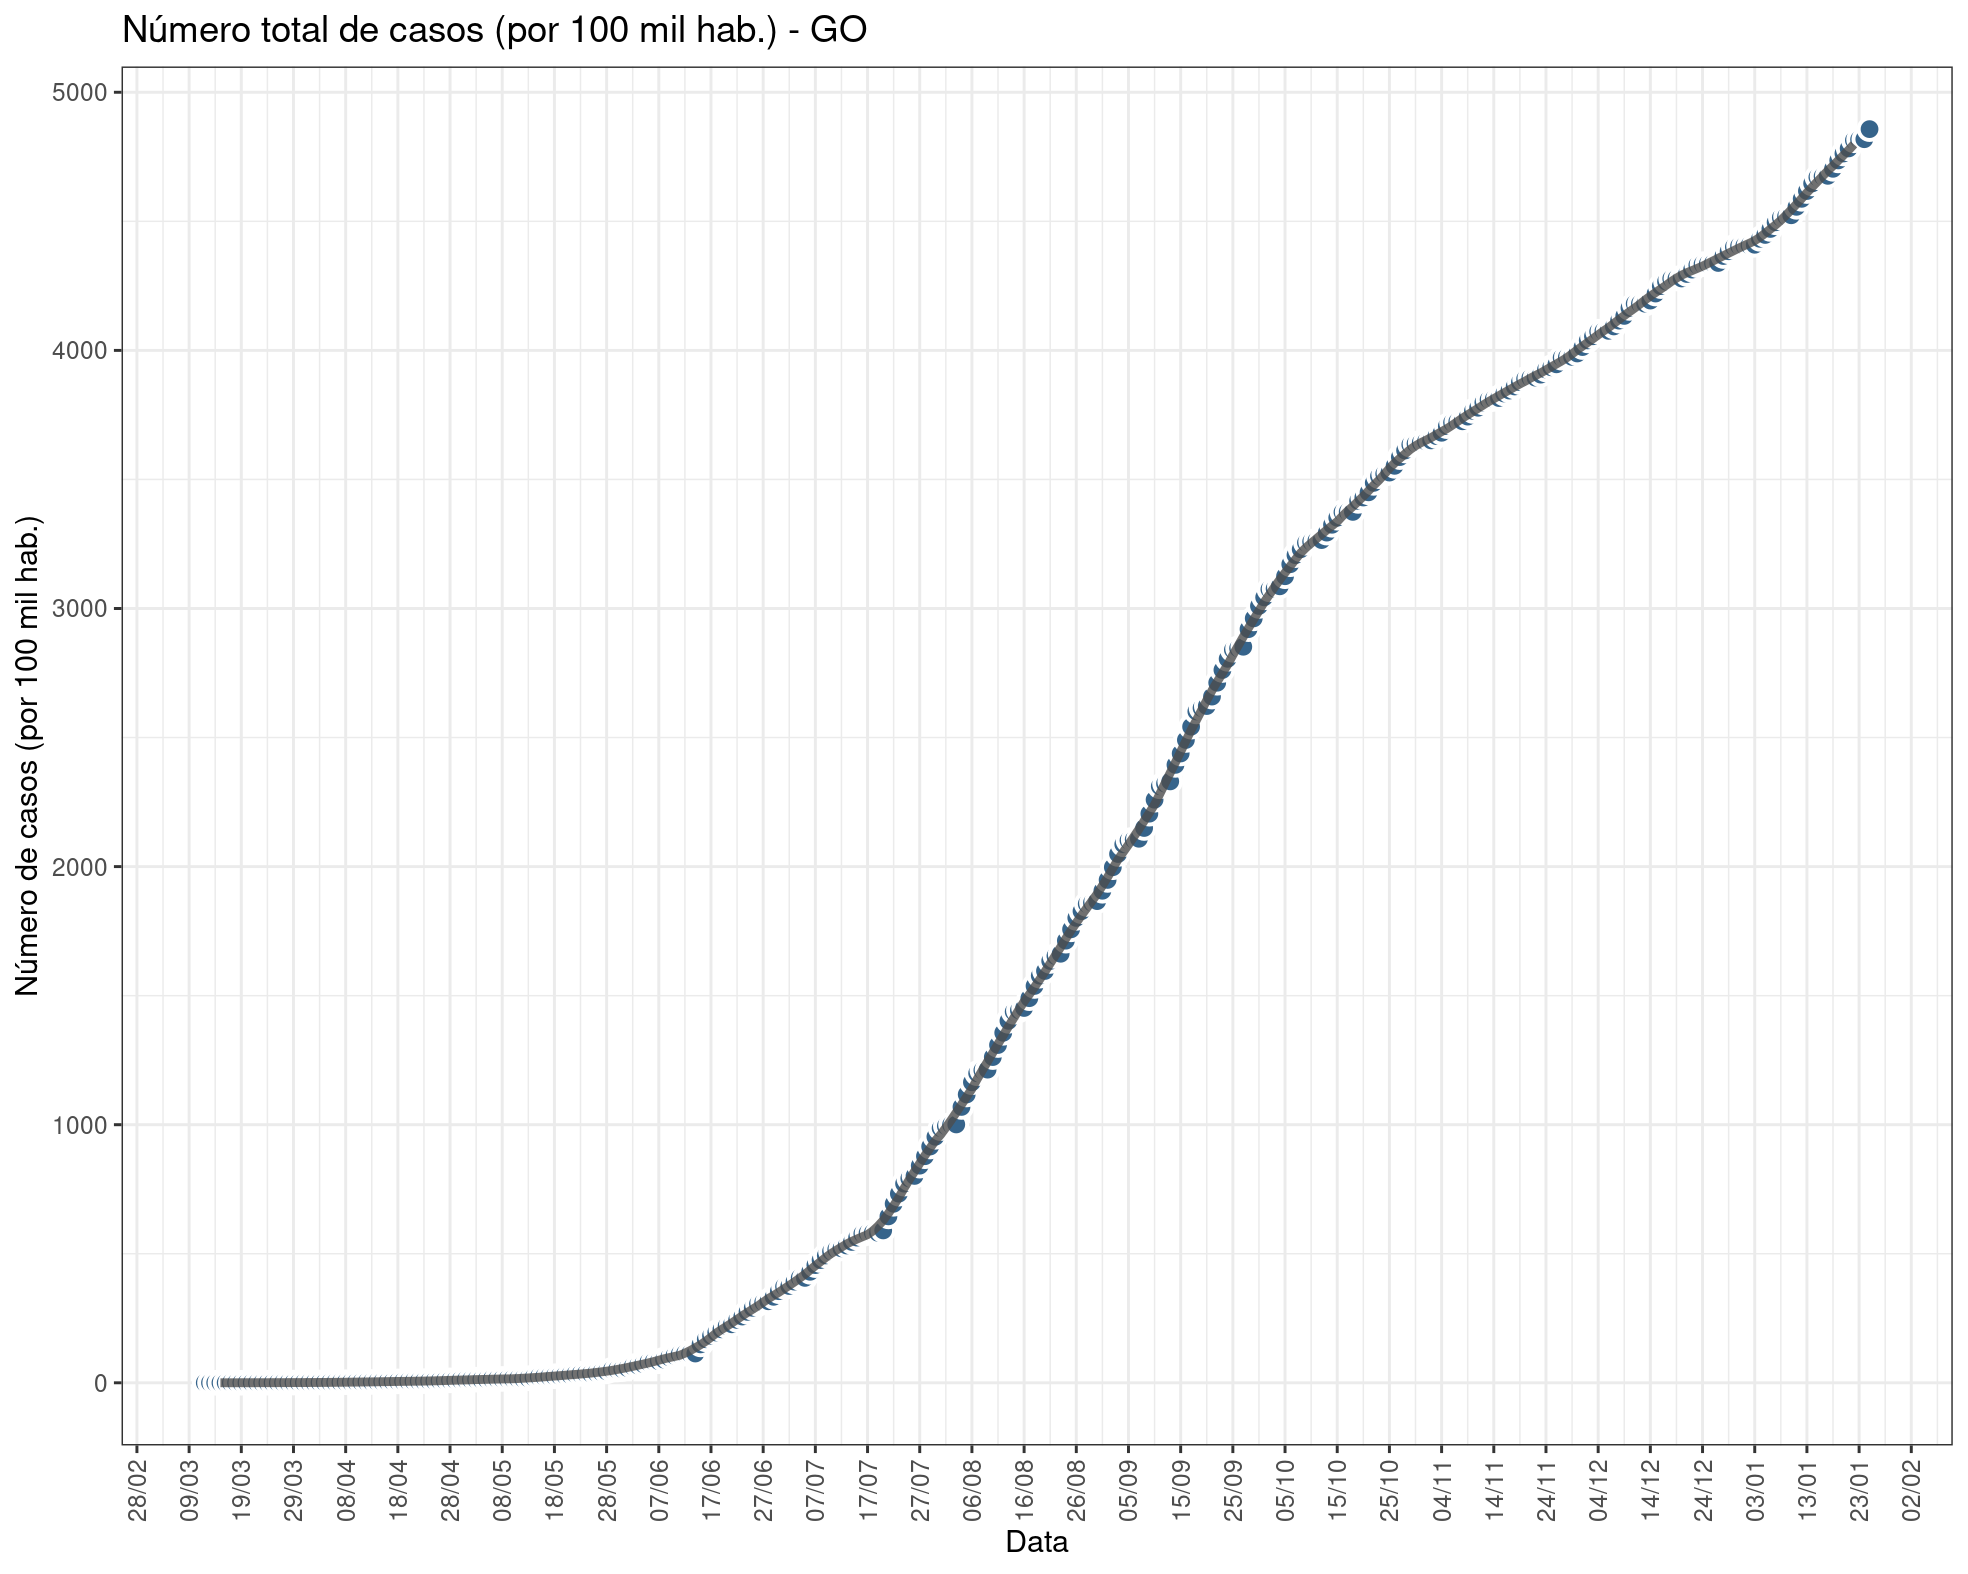 Número total de casos (por 100 mil hab.) - GO
Número de casos (por 100 mil hab.)
5000
4000
3000
2000
1000
0
28/02 09/03 19/03 29/03 08/04 18/04 28/04 08/05 18/05 28/05 07/06 17/06 27/06 07/07 17/07 27/07 06/08 16/08 26/08 05/09 15/09 25/09 05/10 15/10 25/10 04/11 14/11 24/11 04/12 14/12 24/12 03/01 13/01 23/01 02/02
Data